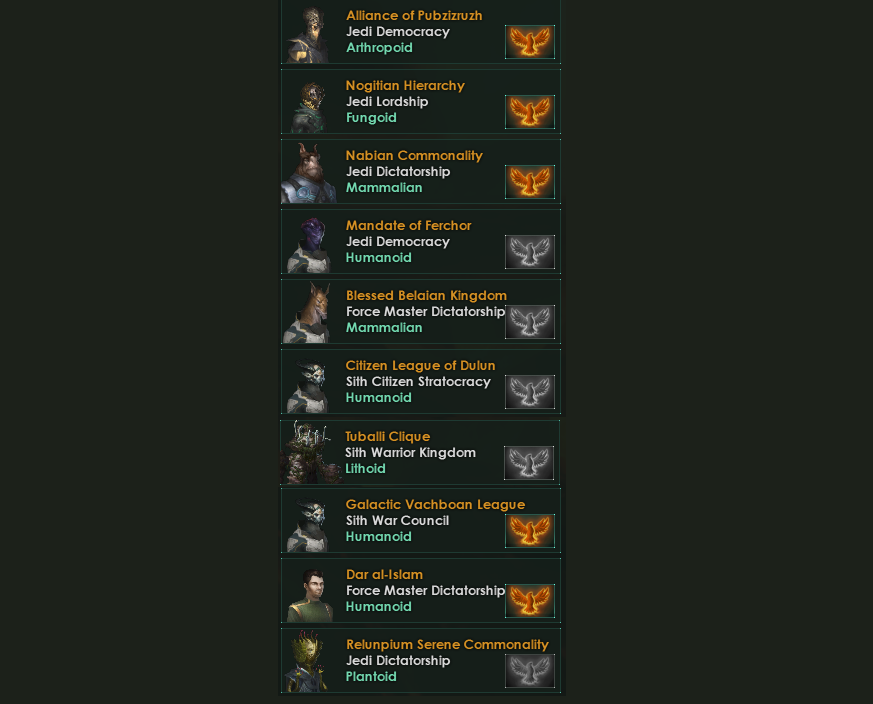 Alliance of Pubzizruzh
Jedi Democracy
Arthropoid
Nogitian Hierarchy
Jedi Lordship
Fungoid
Nabian Commonality
Jedi Dictatorship
Mammalian
Mandate of Ferchor
Jedi Democracy
Humanoid
Blessed Belaian Kingdom
Force Master Dictatorship
Mammalian
Citizen League of Dulun
Sith Citizen Stratocracy
Humanoid
Tuballi Clique
Sith Warrior Kingdom
Lithoid
Galactic Vachboan League
Sith War Council
Humanoid
Dar al-Islam
Force Master Dictatorship
Humanoid
Relunpium Serene Commonality
Jedi Dictatorship
Plantoid